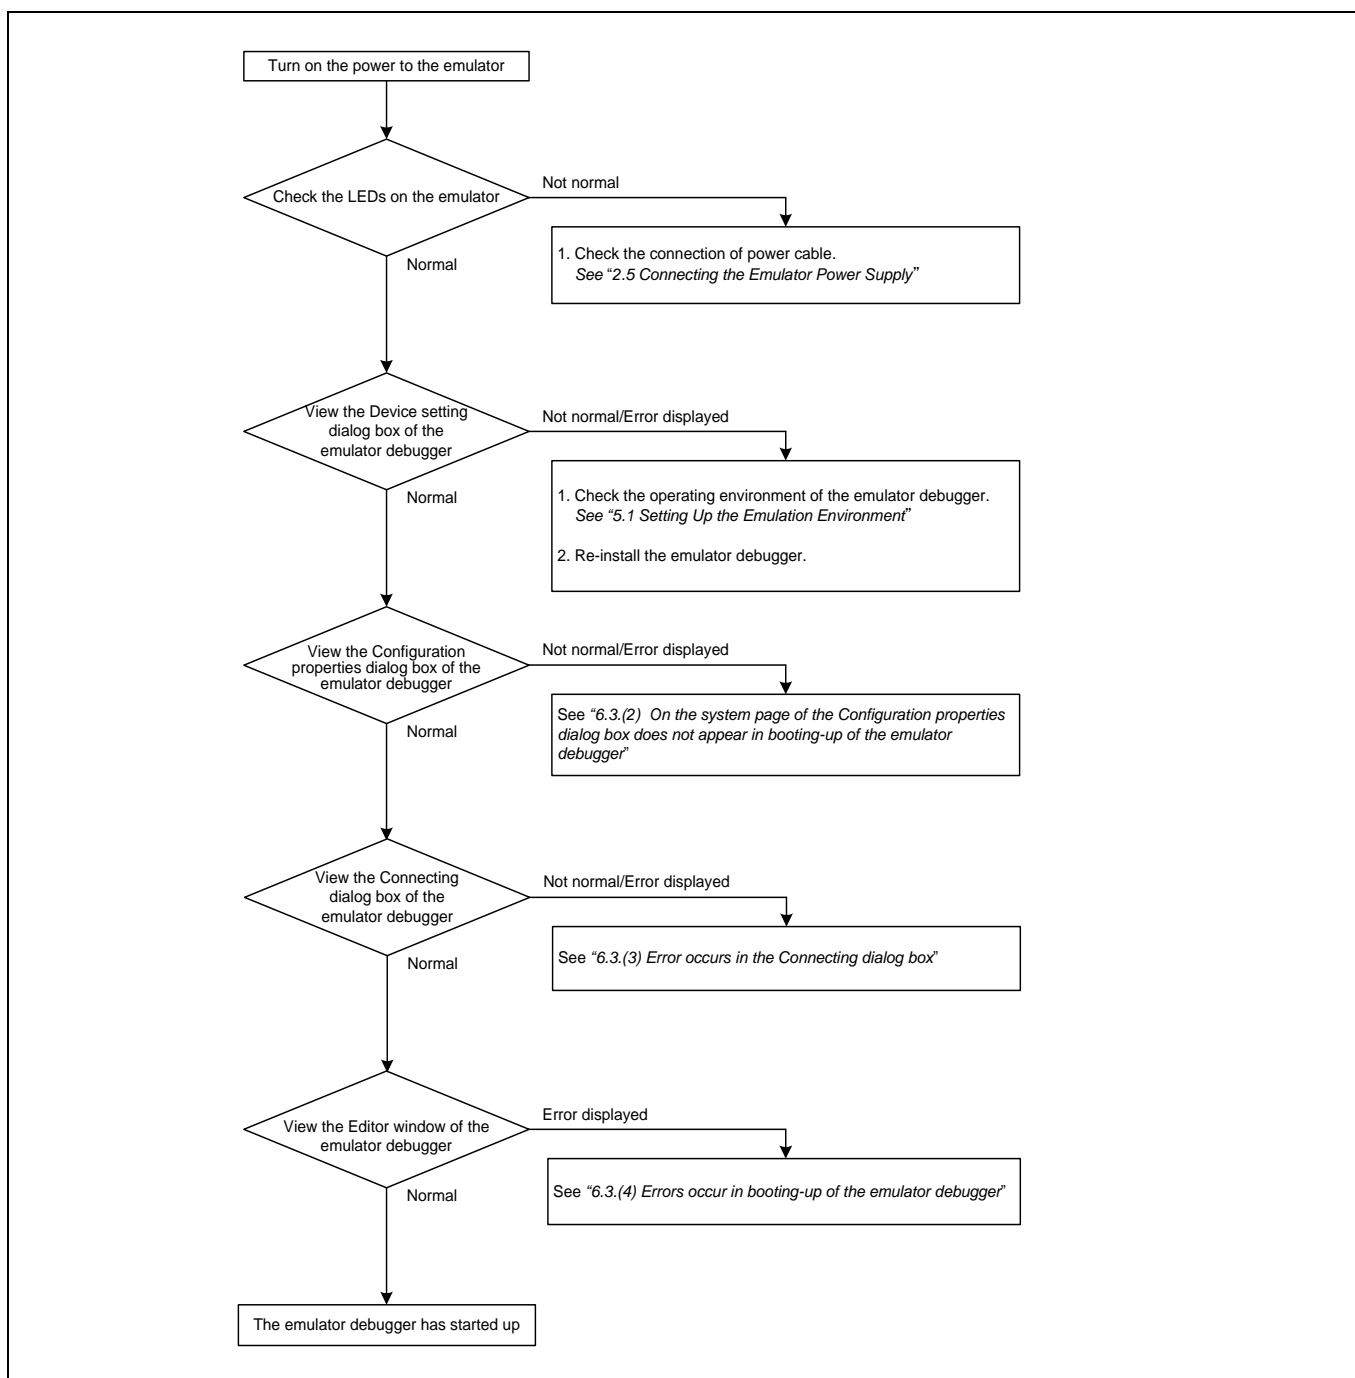 Turn on the power to the emulator
Check the LEDs on the emulator
Not normal
1. Check the connection of power cable.
See “2.5 Connecting the Emulator Power Supply”
Normal
View the Device setting
dialog box of the
emulator debugger
Not normal/Error displayed
1. Check the operating environment of the emulator debugger.
See “5.1 Setting Up the Emulation Environment”
2. Re-install the emulator debugger.
Normal
View the Configuration
properties dialog box of the
emulator debugger
Not normal/Error displayed
See “6.3.(2) On the system page of the Configuration properties
dialog box does not appear in booting-up of the emulator
debugger”
Normal
View the Connecting
dialog box of the
emulator debugger
Not normal/Error displayed
See “6.3.(3) Error occurs in the Connecting dialog box”
Normal
View the Editor window of the
emulator debugger
Error displayed
See “6.3.(4) Errors occur in booting-up of the emulator debugger”
Normal
The emulator debugger has started up